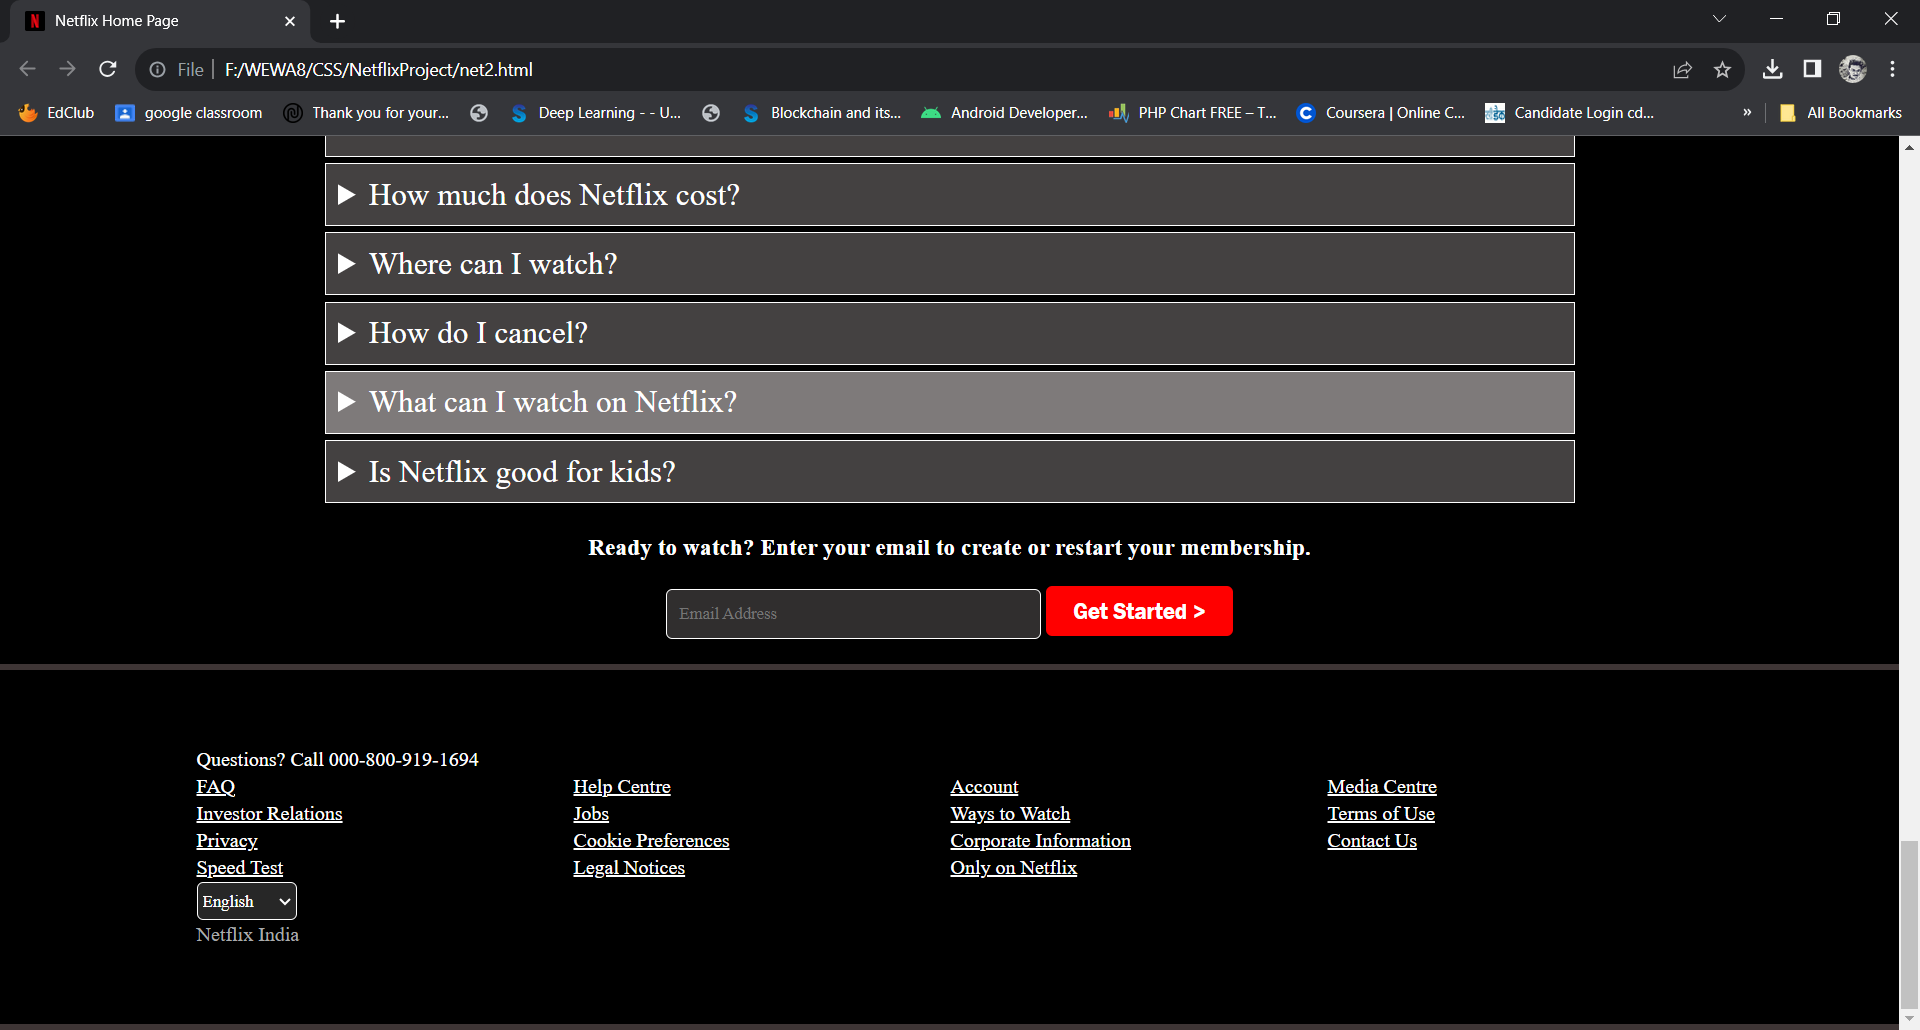 Netflix Home Page
File F:/WEWA8/CSS/NetflixProject/net2.html
EdClub google classroom Thank you for your... Deep Learning - - U... Blockchain and its... Android Developer... PHP Chart FREE – T... Coursera | Online C... Candidate Login cd... » All Bookmarks
How much does Netflix cost?
Where can I watch?
How do I cancel?
What can I watch on Netflix?
Is Netflix good for kids?
Ready to watch? Enter your email to create or restart your membership.
Email Address Get Started >
Questions? Call 000-800-919-1694
FAQ Help Centre Account Media Centre
Investor Relations Jobs Ways to Watch Terms of Use
Privacy Cookie Preferences Corporate Information Contact Us
Speed Test Legal Notices Only on Netflix
English
Netflix India